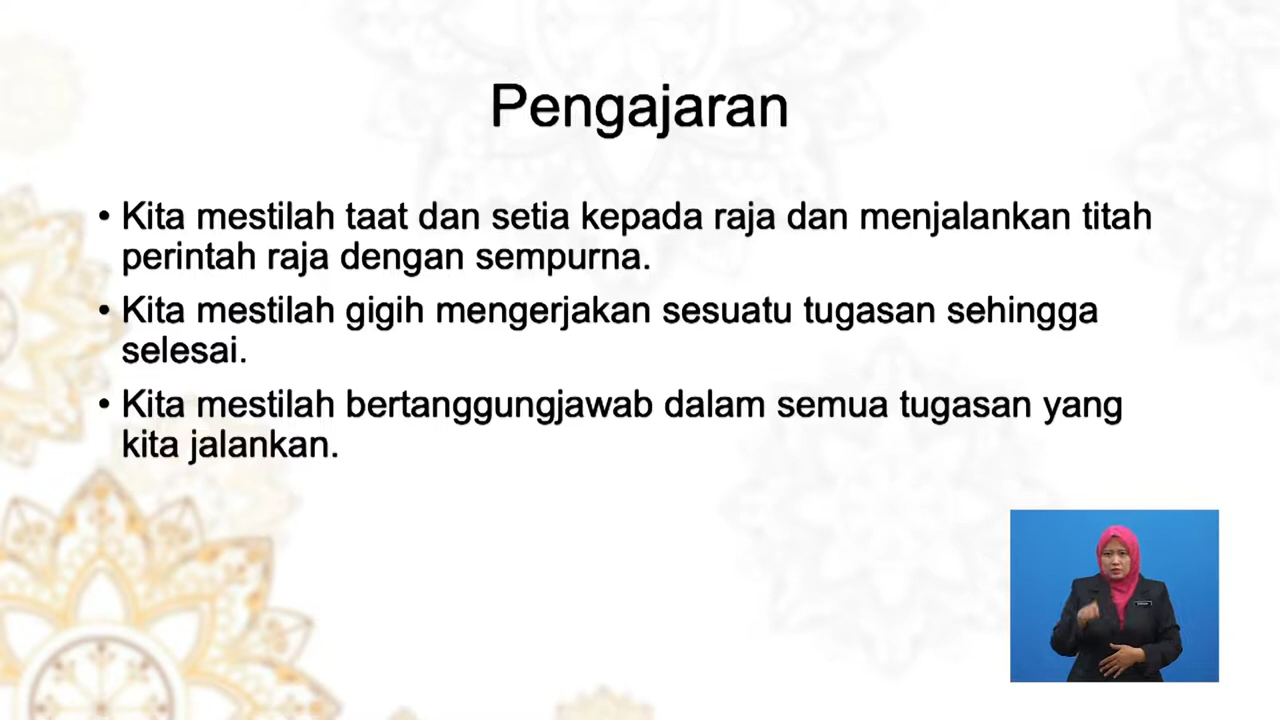 Pengajaran
• Kita mestilah taat dan setia kepada raja dan menjalankan titah
perintah raja dengan sempurna.
• Kita mestilah gigih mengerjakan sesuatu tugasan sehingga
selesai.
• Kita mestilah bertanggungjawab dalam semua tugasan yang
kita jalankan.